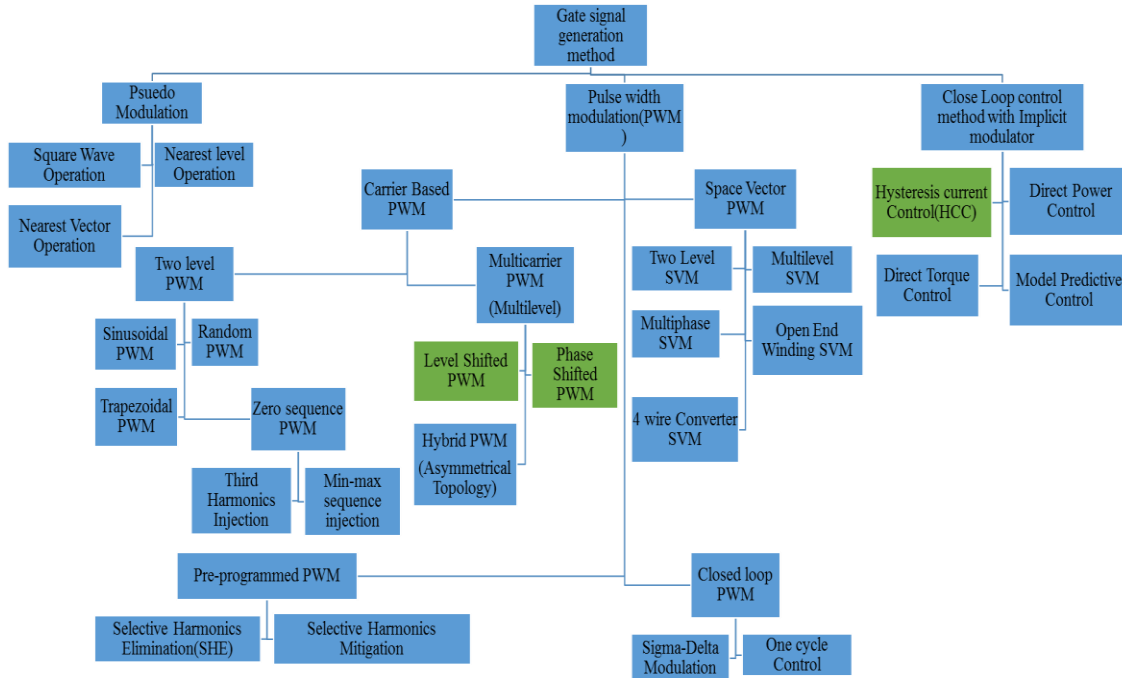 Gate signal
generation
method
Psuedo
Modulation
Pulse width
modulation(PWM
)
Close Loop control
method with Implicit
modulator
Square Wave
Operation
Nearest level
Operation
Nearest Vector
Operation
Carrier Based
PWM
Space Vector
PWM
Hysteresis current
Control(HCC)
Direct Power
Control
Direct Torque
Control
Model Predictive
Control
Two level
PWM
Multicarrier
PWM
(Multilevel)
Two Level
SVM
Multilevel
SVM
Multiphase
SVM
Open End
Winding SVM
4 wire Converter
SVM
Sinusoidal
PWM
Random
PWM
Trapezoidal
PWM
Zero sequence
PWM
Level Shifted
PWM
Phase
Shifted
PWM
Hybrid PWM
(Asymmetrical
Topology)
Third
Harmonics
Injection
Min-max
sequence
injection
Pre-programmed PWM
Closed loop
PWM
Selective Harmonics
Elimination(SHE)
Selective Harmonics
Mitigation
Sigma-Delta
Modulation
One cycle
Control